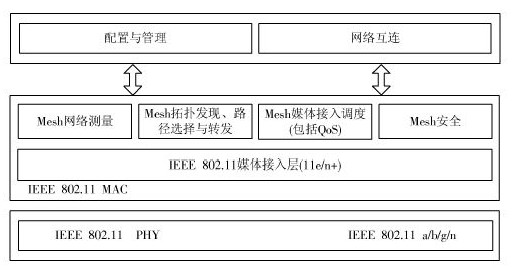 配置与管理
网络互连
Mesh网络测量
Mesh拓扑发现、路
径选择与转发
Mesh媒体接入调度
(包括QoS)
Mesh安全
IEEE 802.11媒体接入层(11e/n+)
IEEE 802.11 MAC
IEEE 802.11 PHY
IEEE 802.11 a/b/g/n